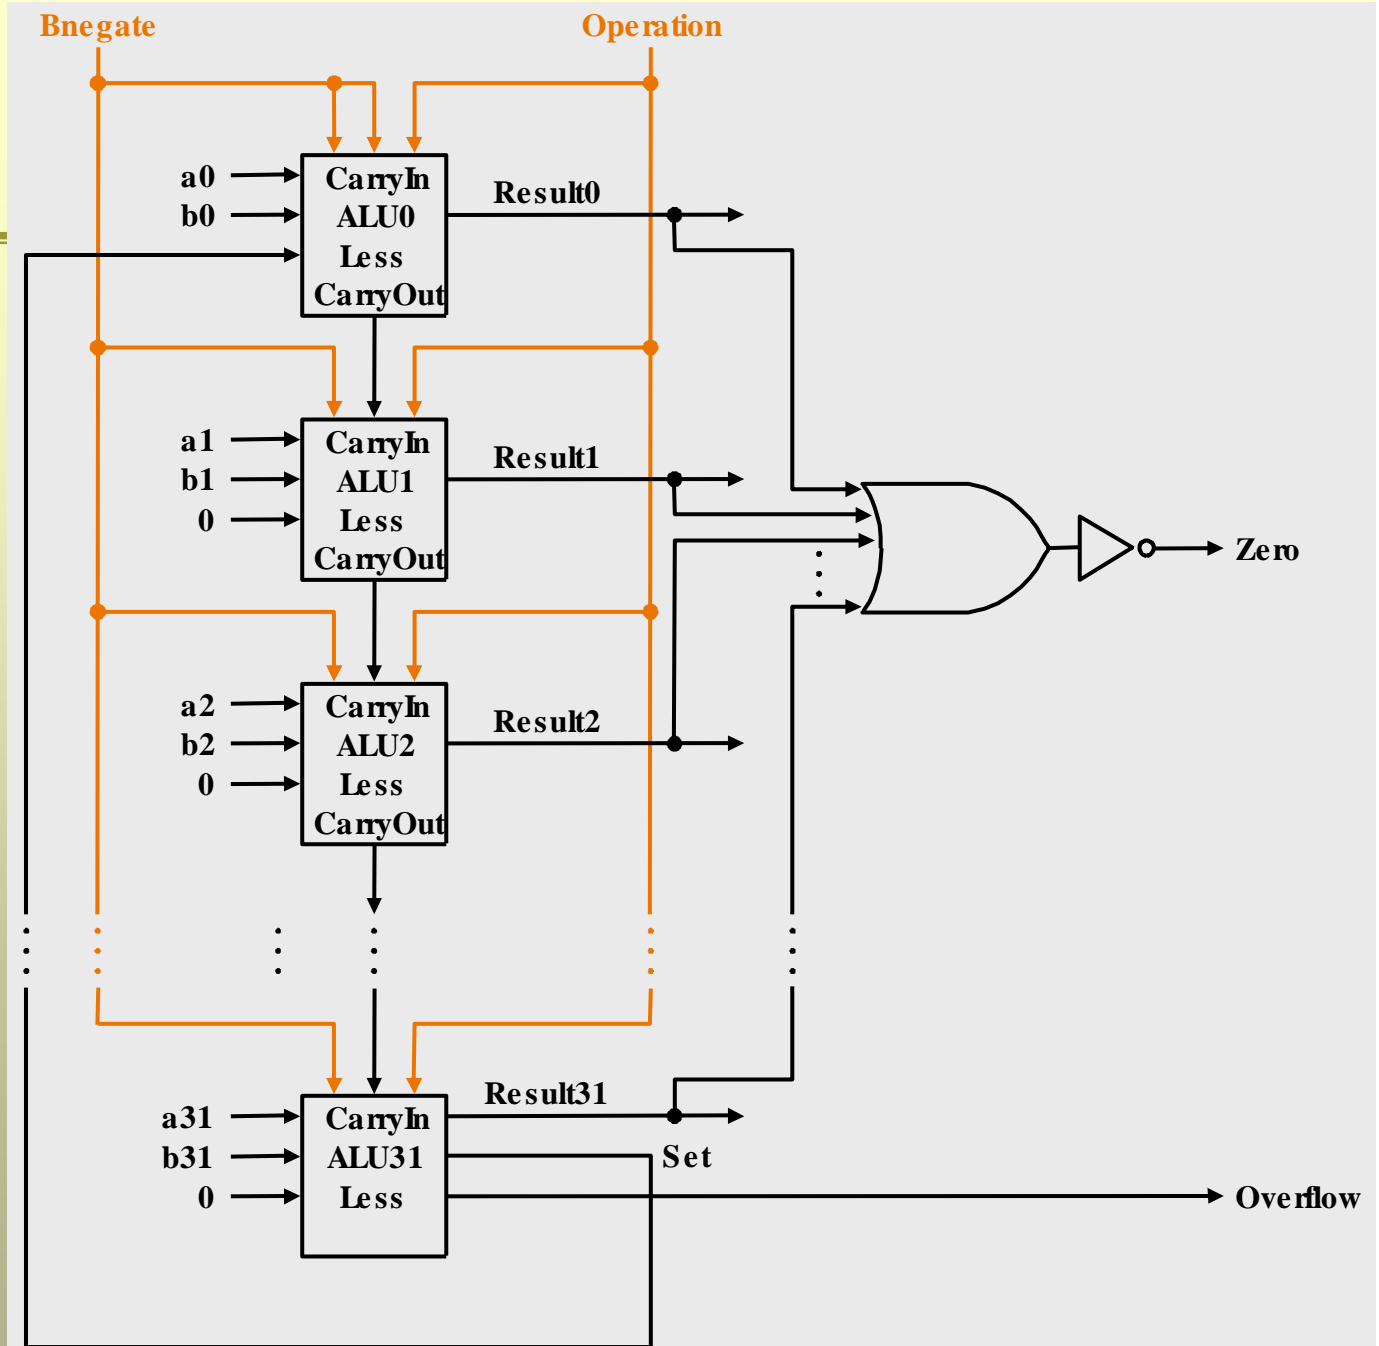 Bnegate
Operation
a0
b0
CarryIn
ALU0
Less
CarryOut
Result0
a1
b1
0
CarryIn
ALU1
Less
CarryOut
Result1
Zero
a2
b2
0
CarryIn
ALU2
Less
CarryOut
Result2
a31
b31
0
CarryIn
ALU31
Less
Result31
Set
Overflow